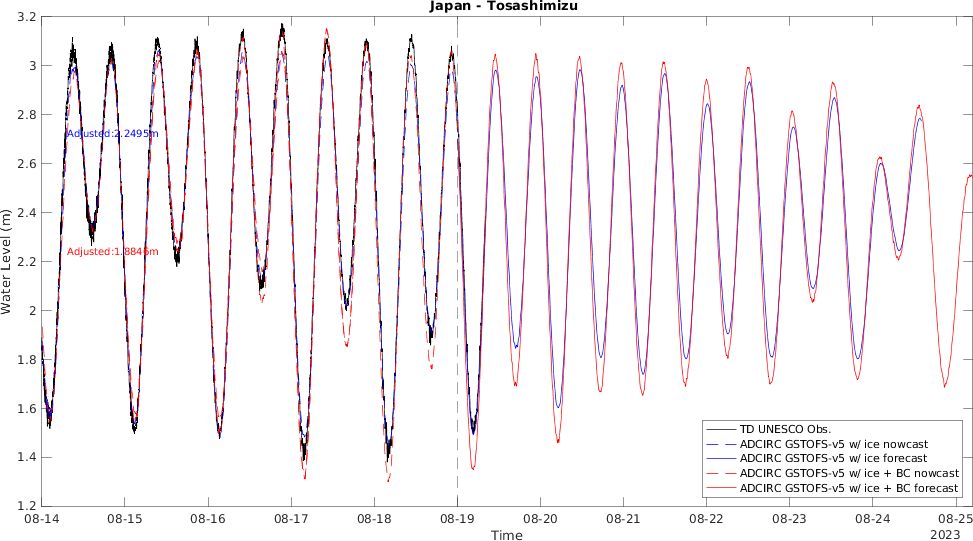 Japan - Tosashimizu
3.2
3
2.8
2.6
2.4
2.2
2
1.8
1.6
1.4
1.2
Water Level (m)
Adjusted:2.2495m
Adjusted:1.8846m
TD UNESCO Obs.
ADCIRC GSTOFS-v5 w/ ice nowcast
ADCIRC GSTOFS-v5 w/ ice forecast
ADCIRC GSTOFS-v5 w/ ice + BC nowcast
ADCIRC GSTOFS-v5 w/ ice + BC forecast
08-14 08-15 08-16 08-17 08-18 08-19 08-20 08-21 08-22 08-23 08-24 08-25
Time
2023